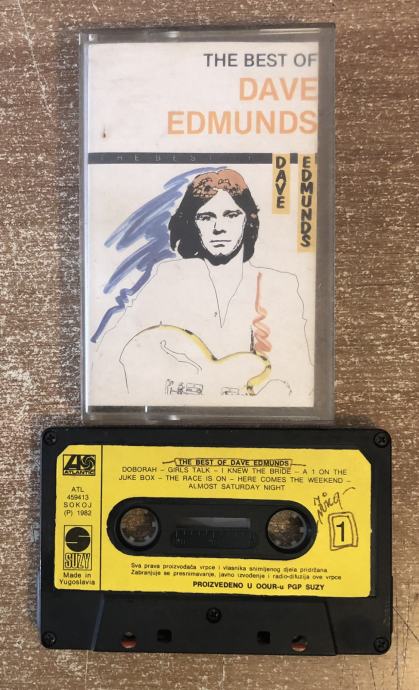 THE BEST OF
DAVE
EDMUNDS
THE BEST
DAVE
EDMUNDS
ATLANTIC
THE BEST OF DAVE EDMUNDS
DOBORAH – GIRLS TALK – I KNEW THE BRIDE – A 1 ON THE
JUKE BOX – THE RACE IS ON – HERE COMES THE WEEKEND –
ALMOST SATURDAY NIGHT
ATL
459413
SOKOJ
(P) 1982
1
SUZY
Made in
Yugoslavia
Sva prava proizvođača vrpce i vlasnika snimljenog djela pridržana.
Zabranjuje se presnimavanje, javno izvođenje i radio-difuzija ove vrpce
PROIZVEDENO U OOUR-u PGP SUZY